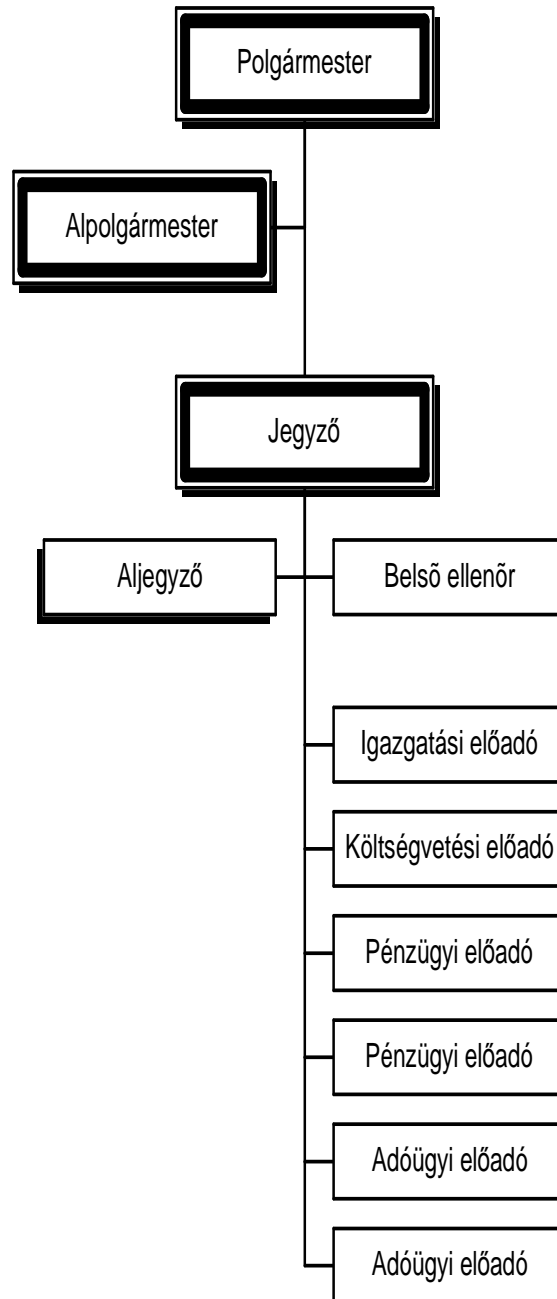 Polgármester
Alpolgármester
Jegyző
Aljegyző
Belsõ ellenõr
Igazgatási előadó
Költségvetési előadó
Pénzügyi előadó
Pénzügyi előadó
Adóügyi előadó
Adóügyi előadó